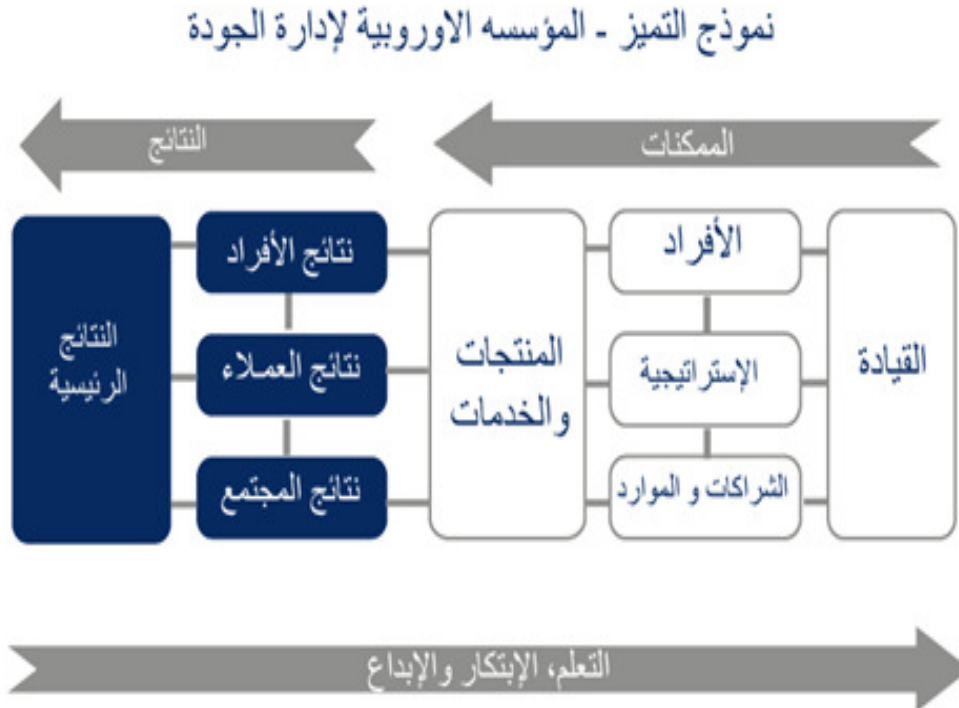 نموذج التميز - المؤسسه الاوروبية لإدارة الجودة
الممكنات
النتائج
القيادة
الأفراد
الإستراتيجية
الشراكات و الموارد
المنتجات
والخدمات
نتائج الأفراد
نتائج العملاء
نتائج المجتمع
النتائج
الرئيسية
التعلم، الإبتكار والإبداع